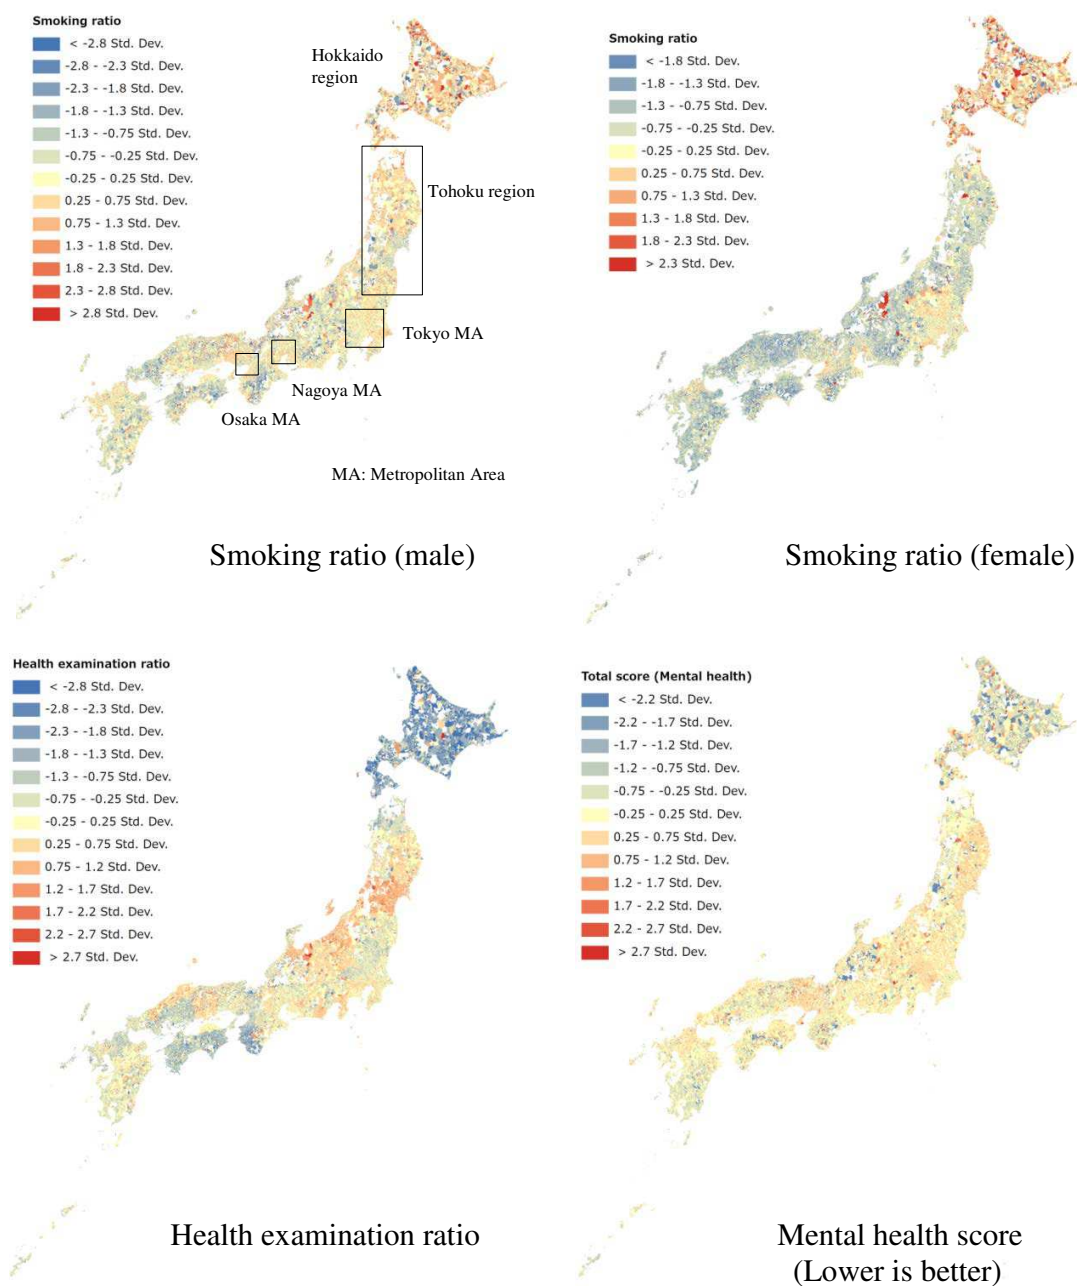 Smoking ratio
< -2.8 Std. Dev.
-2.8 - -2.3 Std. Dev.
-2.3 - -1.8 Std. Dev.
-1.8 - -1.3 Std. Dev.
-1.3 - -0.75 Std. Dev.
-0.75 - -0.25 Std. Dev.
-0.25 - 0.25 Std. Dev.
0.25 - 0.75 Std. Dev.
0.75 - 1.3 Std. Dev.
1.3 - 1.8 Std. Dev.
1.8 - 2.3 Std. Dev.
2.3 - 2.8 Std. Dev.
> 2.8 Std. Dev.
Hokkaido
region
Tohoku region
Tokyo MA
Nagoya MA
Osaka MA
MA: Metropolitan Area
Smoking ratio (male)
Smoking ratio
< -1.8 Std. Dev.
-1.8 - -1.3 Std. Dev.
-1.3 - -0.75 Std. Dev.
-0.75 - -0.25 Std. Dev.
-0.25 - 0.25 Std. Dev.
0.25 - 0.75 Std. Dev.
0.75 - 1.3 Std. Dev.
1.3 - 1.8 Std. Dev.
1.8 - 2.3 Std. Dev.
> 2.3 Std. Dev.
Smoking ratio (female)
Health examination ratio
< -2.8 Std. Dev.
-2.8 - -2.3 Std. Dev.
-2.3 - -1.8 Std. Dev.
-1.8 - -1.3 Std. Dev.
-1.3 - -0.75 Std. Dev.
-0.75 - -0.25 Std. Dev.
-0.25 - 0.25 Std. Dev.
0.25 - 0.75 Std. Dev.
0.75 - 1.2 Std. Dev.
1.2 - 1.7 Std. Dev.
1.7 - 2.2 Std. Dev.
2.2 - 2.7 Std. Dev.
> 2.7 Std. Dev.
Health examination ratio
Total score (Mental health)
< -2.2 Std. Dev.
-2.2 - -1.7 Std. Dev.
-1.7 - -1.2 Std. Dev.
-1.2 - -0.75 Std. Dev.
-0.75 - -0.25 Std. Dev.
-0.25 - 0.25 Std. Dev.
0.25 - 0.75 Std. Dev.
0.75 - 1.2 Std. Dev.
1.2 - 1.7 Std. Dev.
1.7 - 2.2 Std. Dev.
2.2 - 2.7 Std. Dev.
> 2.7 Std. Dev.
Mental health score
(Lower is better)